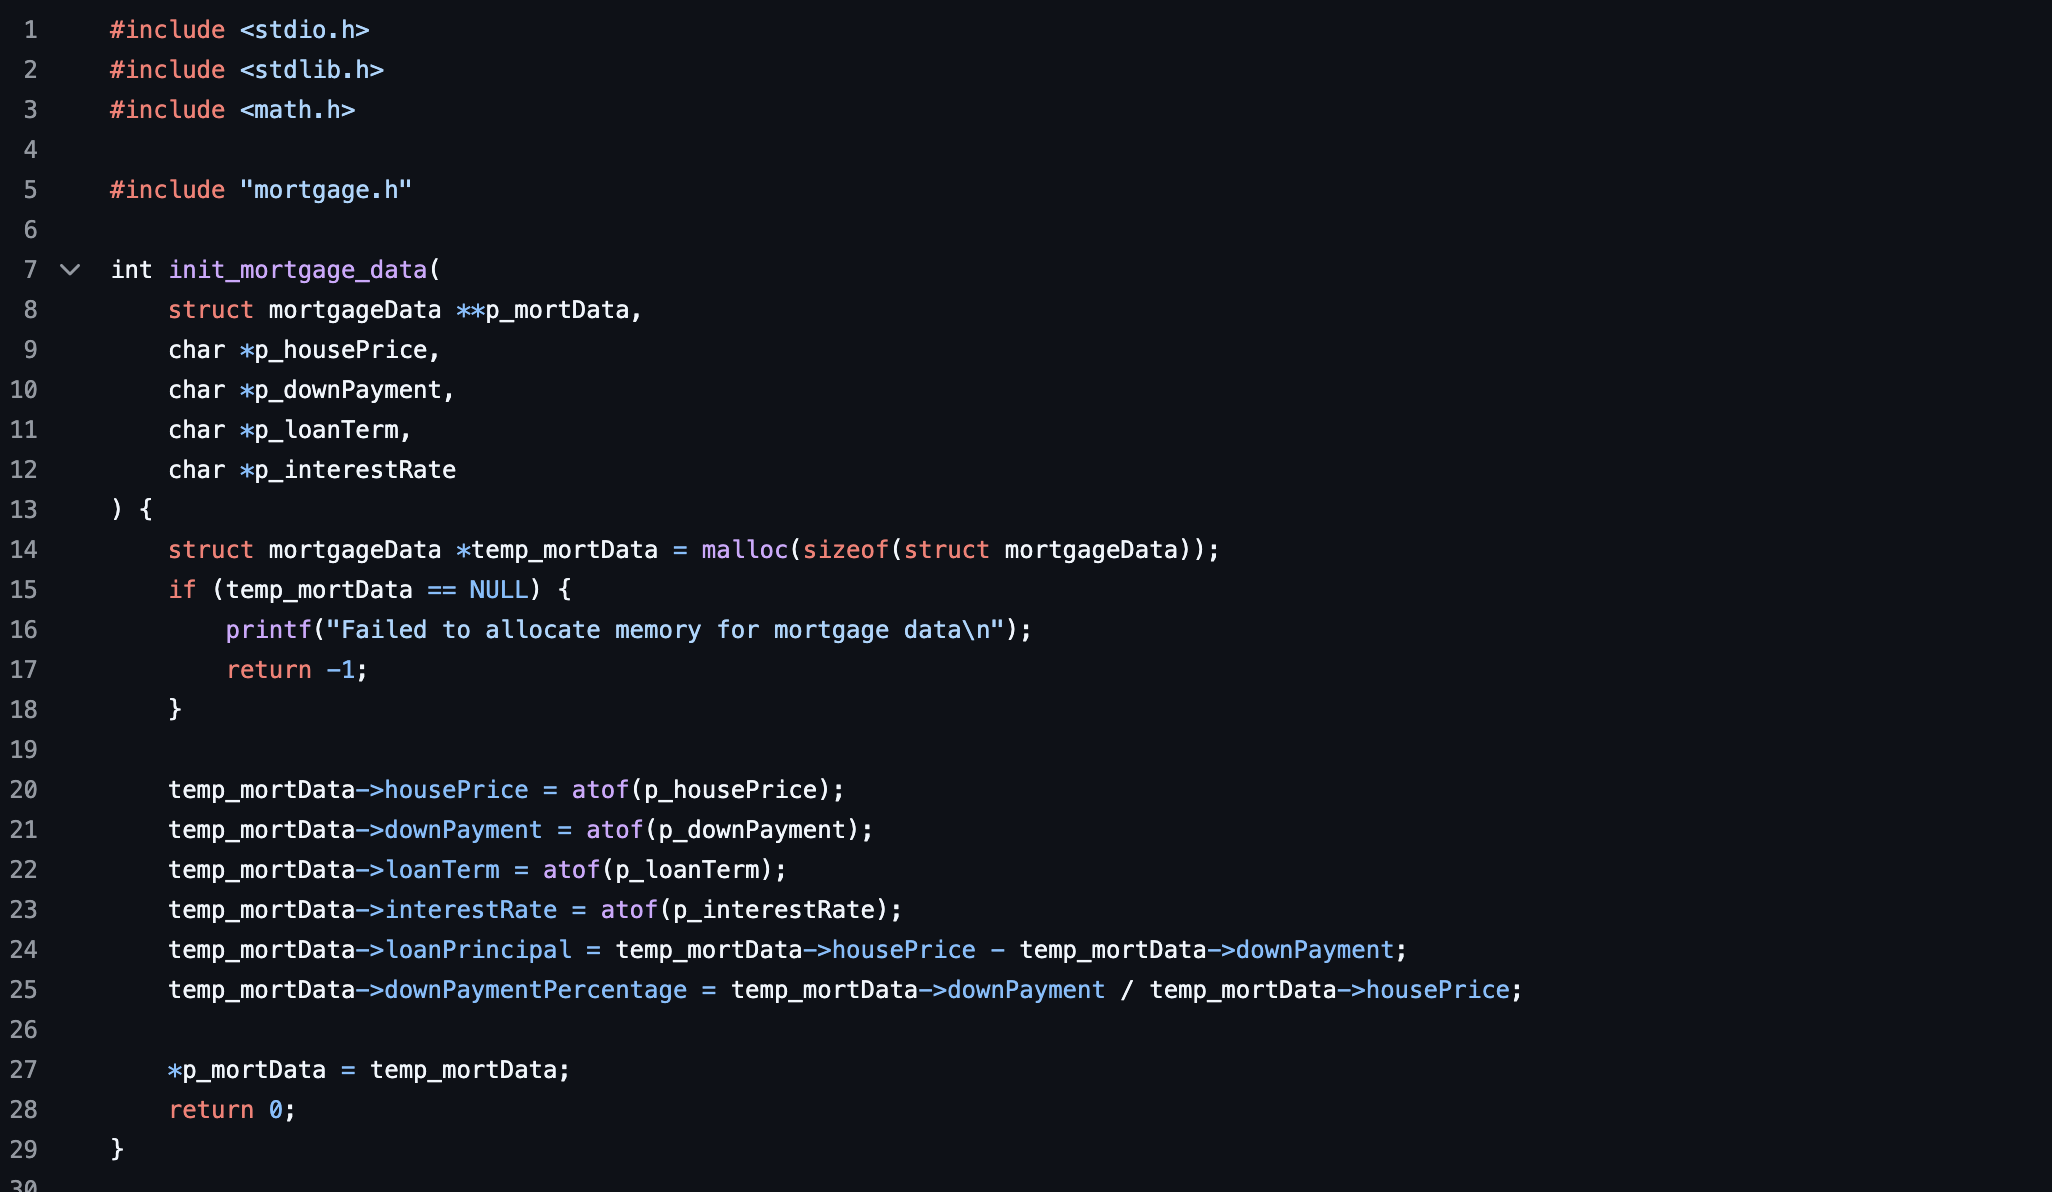 1 #include <stdio.h>
2 #include <stdlib.h>
3 #include <math.h>
4
5 #include "mortgage.h"
6
7 int init_mortgage_data(
8     struct mortgageData **p_mortData,
9     char *p_housePrice,
10     char *p_downPayment,
11     char *p_loanTerm,
12     char *p_interestRate
13 ) {
14     struct mortgageData *temp_mortData = malloc(sizeof(struct mortgageData));
15     if (temp_mortData == NULL) {
16         printf("Failed to allocate memory for mortgage data\n");
17         return -1;
18     }
19
20     temp_mortData->housePrice = atof(p_housePrice);
21     temp_mortData->downPayment = atof(p_downPayment);
22     temp_mortData->loanTerm = atof(p_loanTerm);
23     temp_mortData->interestRate = atof(p_interestRate);
24     temp_mortData->loanPrincipal = temp_mortData->housePrice - temp_mortData->downPayment;
25     temp_mortData->downPaymentPercentage = temp_mortData->downPayment / temp_mortData->housePrice;
26
27     *p_mortData = temp_mortData;
28     return 0;
29 }
30